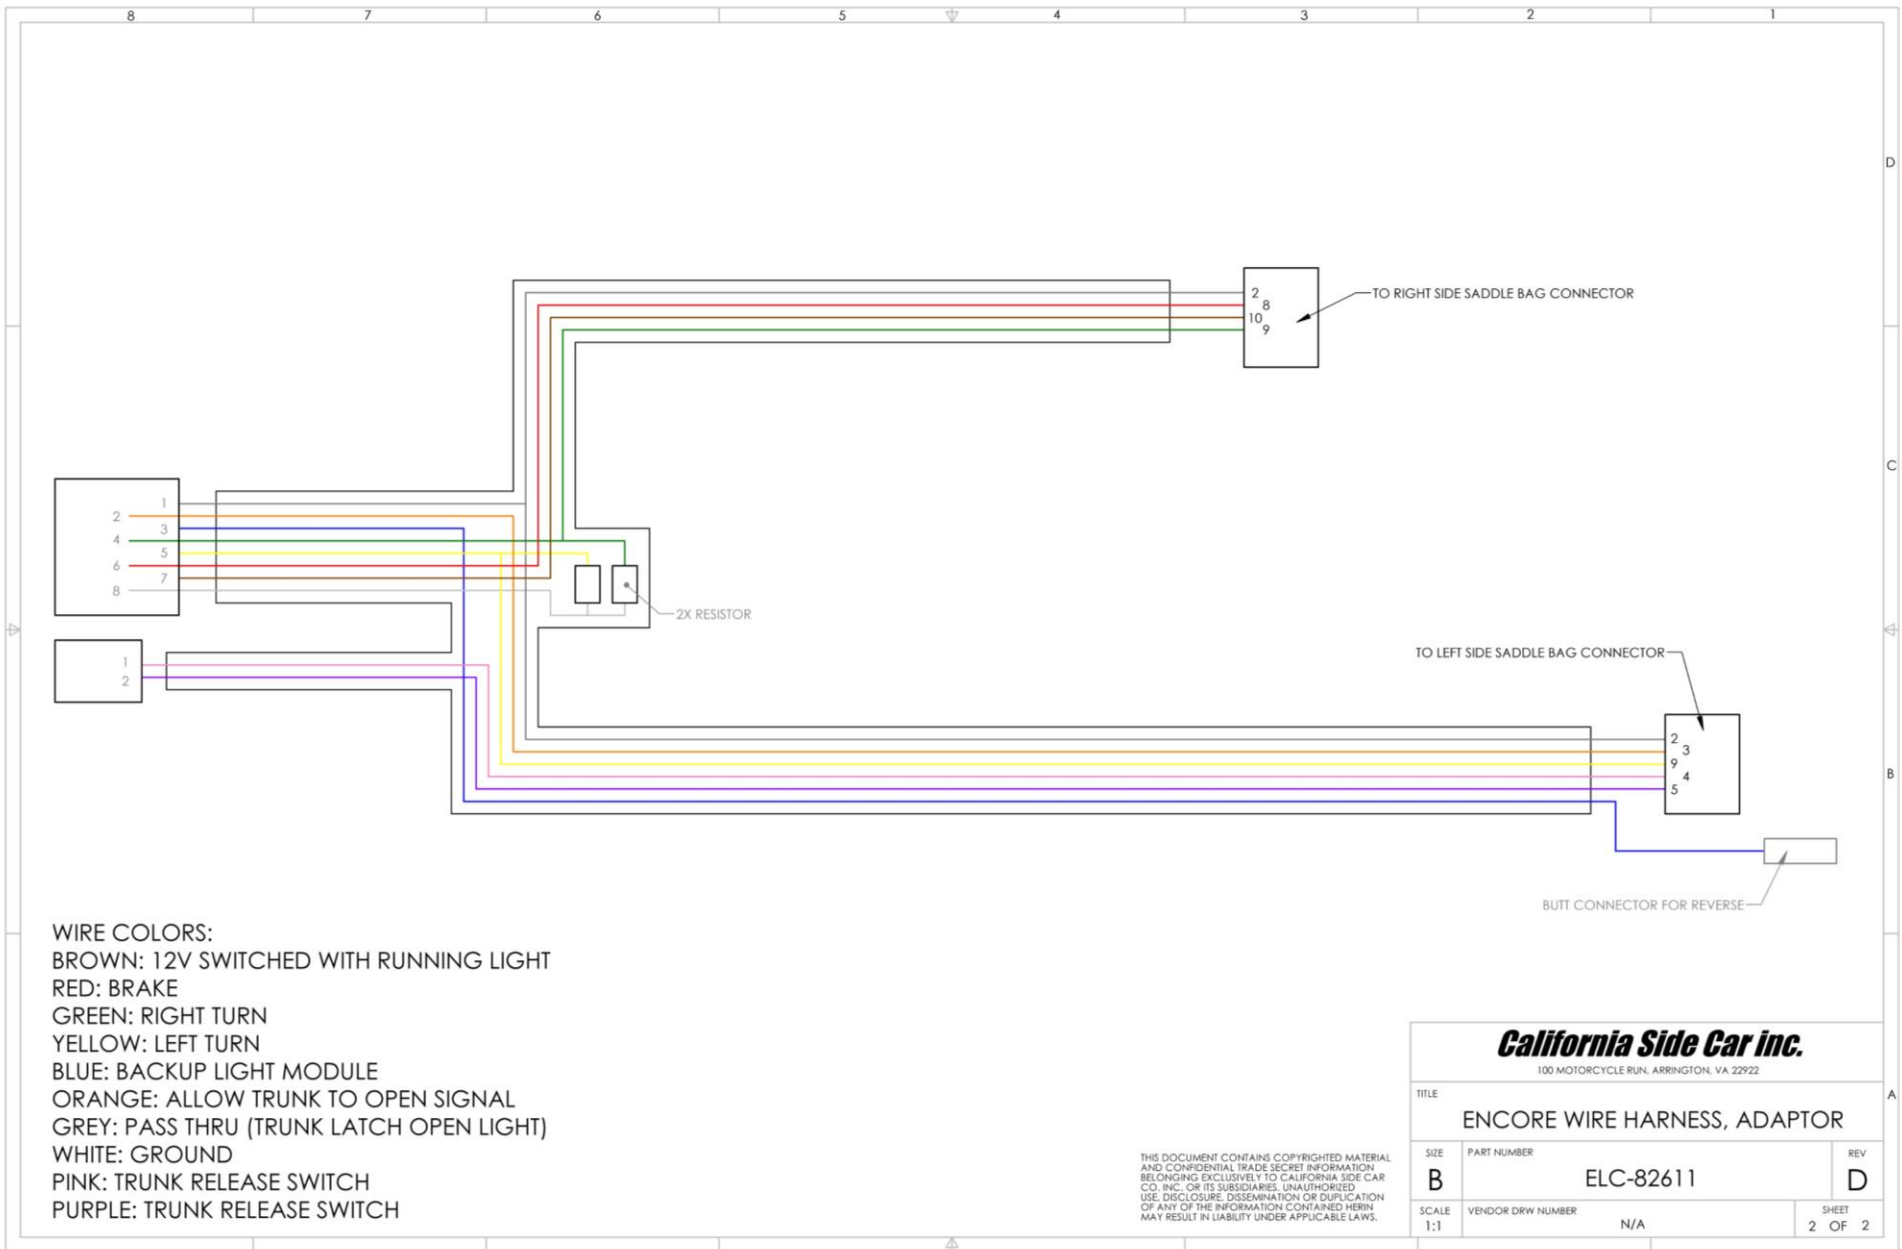 8 7 6 5 4 3 2 1
D
C
B
A
2
8
10
9
TO RIGHT SIDE SADDLE BAG CONNECTOR
1
2
3
4
5
6
7
8
2X RESISTOR
1
2
TO LEFT SIDE SADDLE BAG CONNECTOR
2
3
9
4
5
BUTT CONNECTOR FOR REVERSE
WIRE COLORS:
BROWN: 12V SWITCHED WITH RUNNING LIGHT
RED: BRAKE
GREEN: RIGHT TURN
YELLOW: LEFT TURN
BLUE: BACKUP LIGHT MODULE
ORANGE: ALLOW TRUNK TO OPEN SIGNAL
GREY: PASS THRU (TRUNK LATCH OPEN LIGHT)
WHITE: GROUND
PINK: TRUNK RELEASE SWITCH
PURPLE: TRUNK RELEASE SWITCH
THIS DOCUMENT CONTAINS COPYRIGHTED MATERIAL
AND CONFIDENTIAL TRADE SECRET INFORMATION
BELONGING EXCLUSIVELY TO CALIFORNIA SIDE CAR
CO. INC. OR ITS SUBSIDIARIES. UNAUTHORIZED
USE, DISCLOSURE, DISSEMINATION OR DUPLICATION
OF ANY OF THE INFORMATION CONTAINED HERIN
MAY RESULT IN LIABILITY UNDER APPLICABLE LAWS.
California Side Car inc.
100 MOTORCYCLE RUN, ARRINGTON, VA 22922
TITLE
ENCORE WIRE HARNESS, ADAPTOR
SIZE
B
PART NUMBER
ELC-82611
REV
D
SCALE
1:1
VENDOR DRW NUMBER
N/A
SHEET
2 OF 2